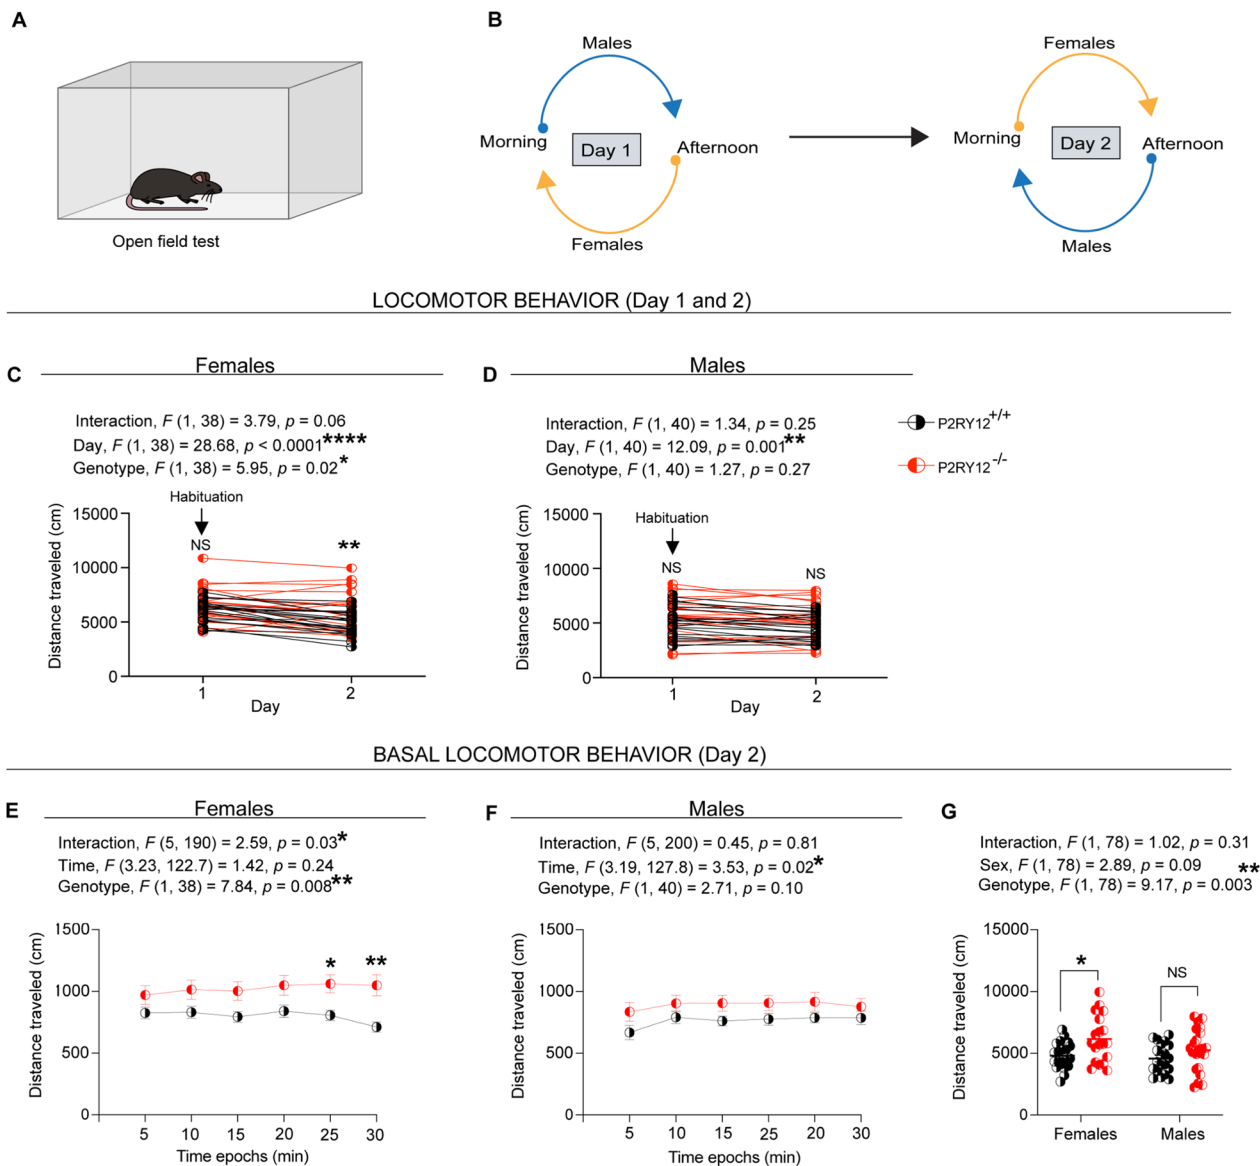 A
Open field test
B
Males
Morning
Day 1
Afternoon
Females
Females
Morning
Day 2
Afternoon
Males
LOCOMOTOR BEHAVIOR (Day 1 and 2)
C
Females
Interaction, F (1, 38) = 3.79, p = 0.06
Day, F (1, 38) = 28.68, p < 0.0001****
Genotype, F (1, 38) = 5.95, p = 0.02*
Habituation
NS
**
Distance traveled (cm)
15000
10000
5000
0
1
2
Day
D
Males
Interaction, F (1, 40) = 1.34, p = 0.25
Day, F (1, 40) = 12.09, p = 0.001**
Genotype, F (1, 40) = 1.27, p = 0.27
Habituation
NS
NS
Distance traveled (cm)
15000
10000
5000
0
1
2
Day
P2RY12+/+
P2RY12-/-
BASAL LOCOMOTOR BEHAVIOR (Day 2)
E
Females
Interaction, F (5, 190) = 2.59, p = 0.03*
Time, F (3.23, 122.7) = 1.42, p = 0.24
Genotype, F (1, 38) = 7.84, p = 0.008**
* **
Distance traveled (cm)
1500
1000
500
0
5 10 15 20 25 30
Time epochs (min)
F
Males
Interaction, F (5, 200) = 0.45, p = 0.81
Time, F (3.19, 127.8) = 3.53, p = 0.02*
Genotype, F (1, 40) = 2.71, p = 0.10
Distance traveled (cm)
1500
1000
500
0
5 10 15 20 25 30
Time epochs (min)
G
Interaction, F (1, 78) = 1.02, p = 0.31
Sex, F (1, 78) = 2.89, p = 0.09
Genotype, F (1, 78) = 9.17, p = 0.003**
*
NS
Distance traveled (cm)
15000
10000
5000
0
Females
Males